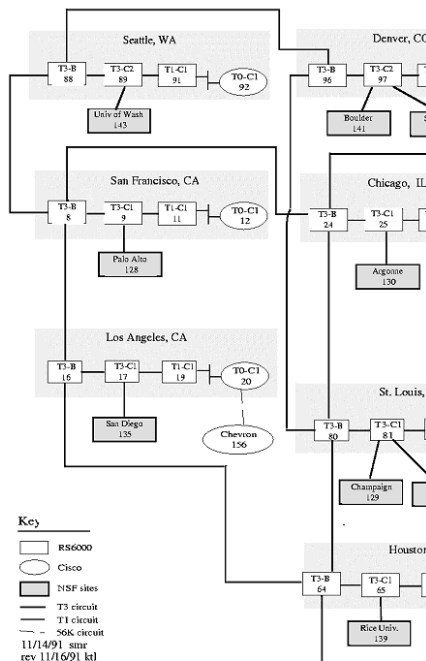 Seattle, WA
T3-B
88
T3-C2
89
T1-C1
91
T0-C1
92
Univ of Wash
143
Denver, CO
T3-B
96
T3-C2
97
Boulder
141
San Francisco, CA
T3-B
8
T3-C1
9
T1-C1
11
T0-C1
12
Palo Alto
128
Chicago, IL
T3-B
24
T3-C1
25
Argonne
130
Los Angeles, CA
T3-B
16
T3-C1
17
T1-C1
19
T0-C1
20
San Diego
135
Chevron
156
St. Louis,
T3-B
80
T3-C1
81
Champaign
129
Houston
T3-B
64
T3-C1
65
Rice Univ.
139
Key
RS6000
Cisco
NSF sites
T3 circuit
T1 circuit
56K circuit
11/14/91 smr
rev 11/16/91 ktl